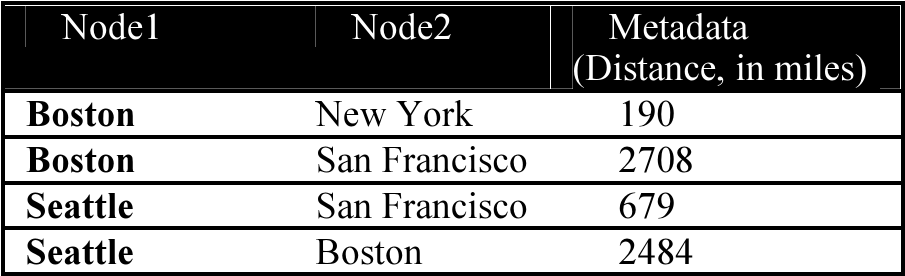 Node1 Node2 Metadata
(Distance, in miles)
Boston New York 190
Boston San Francisco 2708
Seattle San Francisco 679
Seattle Boston 2484